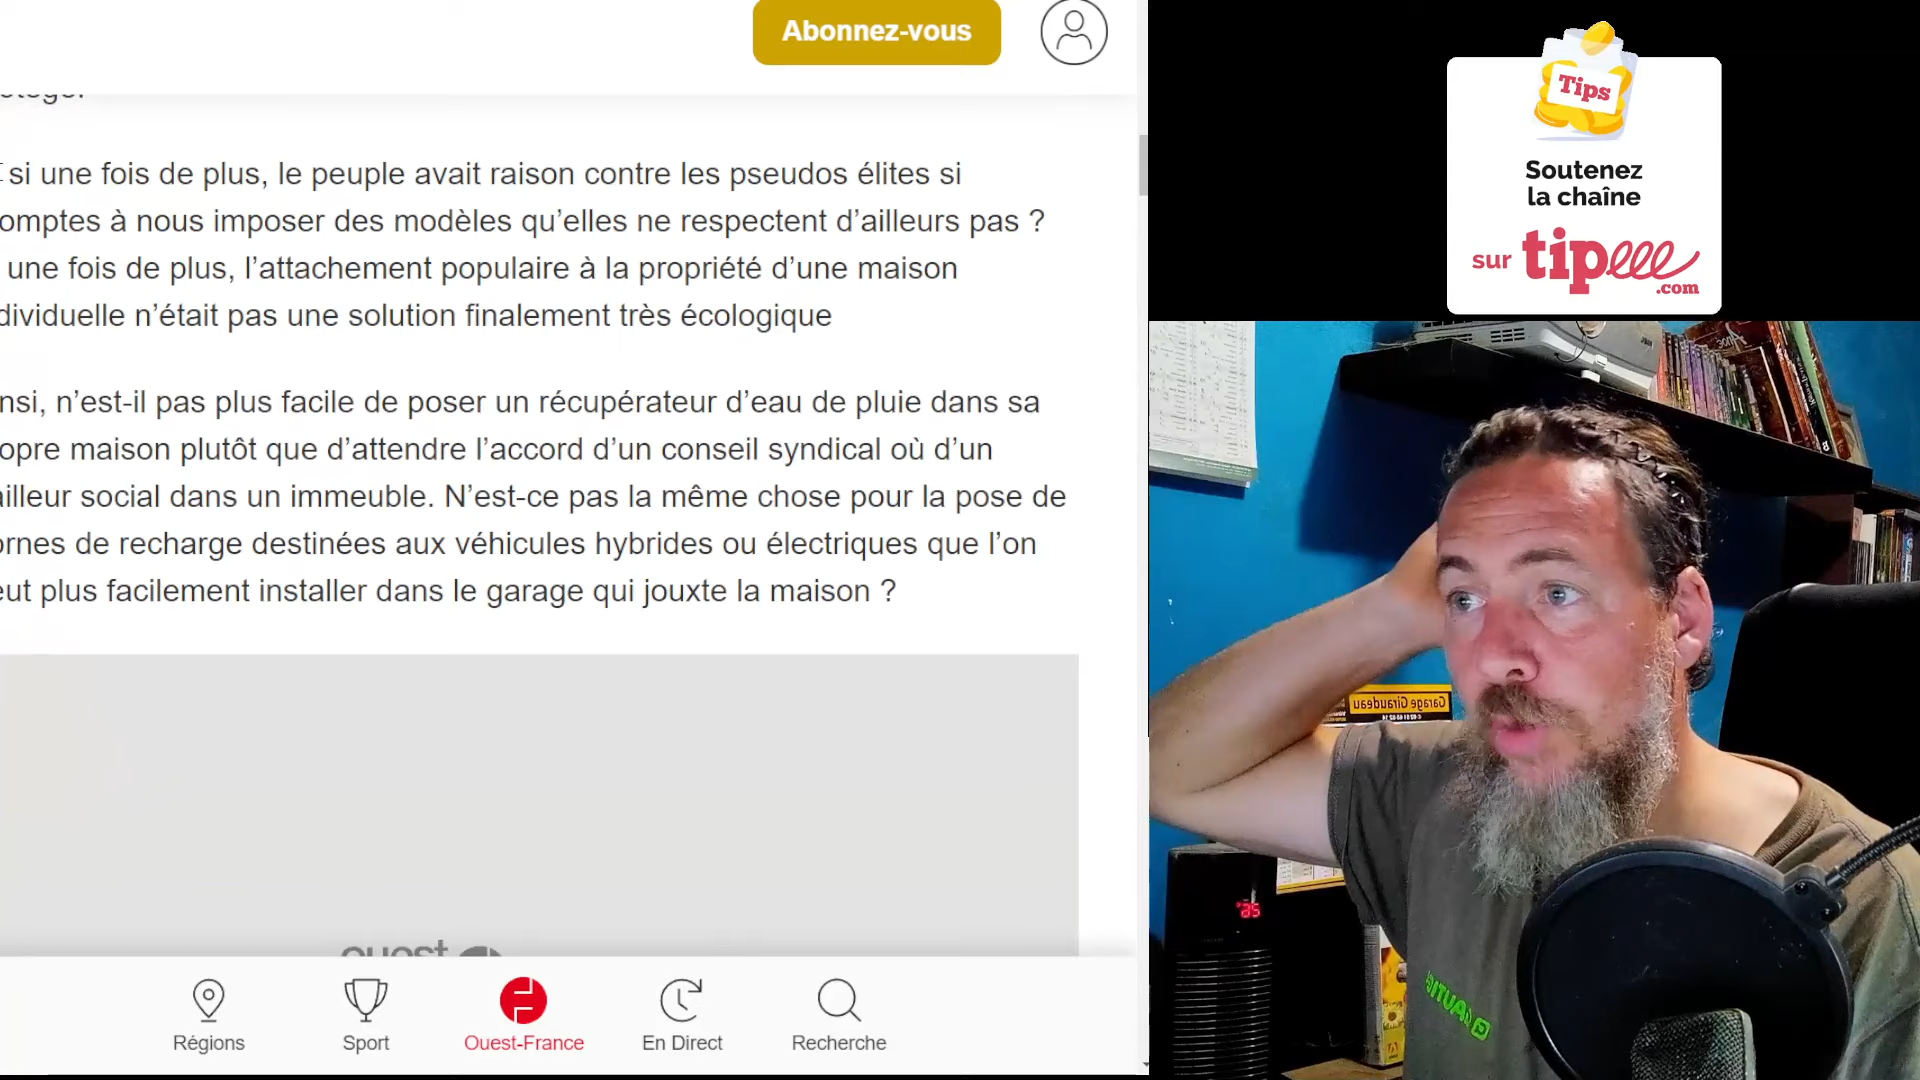 Abonnez-vous
si une fois de plus, le peuple avait raison contre les pseudos élites si
omptes à nous imposer des modèles qu’elles ne respectent d’ailleurs pas ?
une fois de plus, l’attachement populaire à la propriété d’une maison
dividuelle n’était pas une solution finalement très écologique
nsi, n’est-il pas plus facile de poser un récupérateur d’eau de pluie dans sa
opre maison plutôt que d’attendre l’accord d’un conseil syndical où d’un
ailleur social dans un immeuble. N’est-ce pas la même chose pour la pose de
ornes de recharge destinées aux véhicules hybrides ou électriques que l’on
eut plus facilement installer dans le garage qui jouxte la maison ?
ouest
Régions
Sport
Ouest-France
En Direct
Recherche
Tips
Soutenez
la chaîne
sur tipeee
.com
Garage Giraudeau